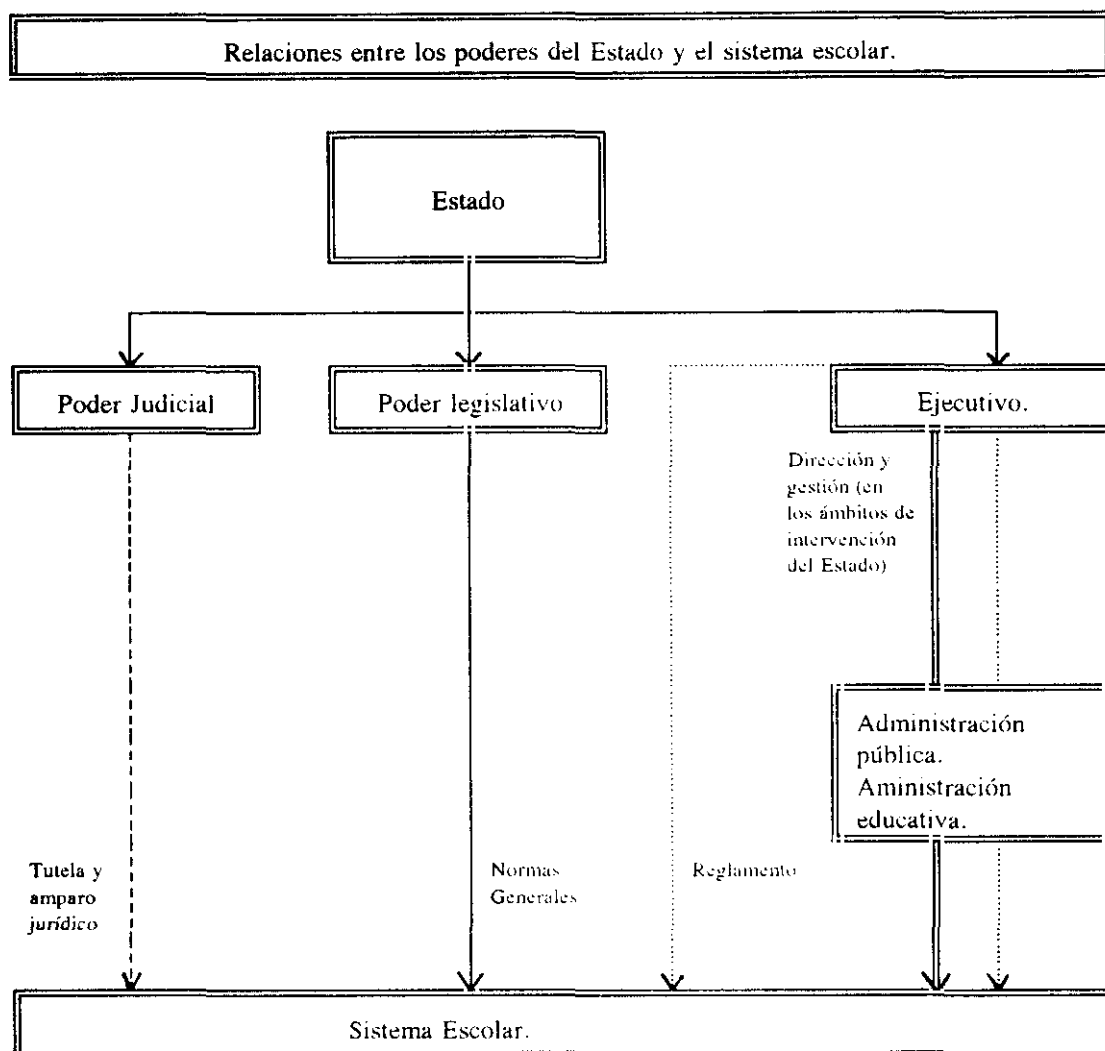 Relaciones entre los poderes del Estado y el sistema escolar.
Estado
Poder Judicial
Poder legislativo
Ejecutivo.
Dirección y
gestión (en
los ámbitos de
intervención
del Estado)
Administración
pública.
Aministración
educativa.
Tutela y
amparo
jurídico
Normas
Generales
Reglamento
Sistema Escolar.